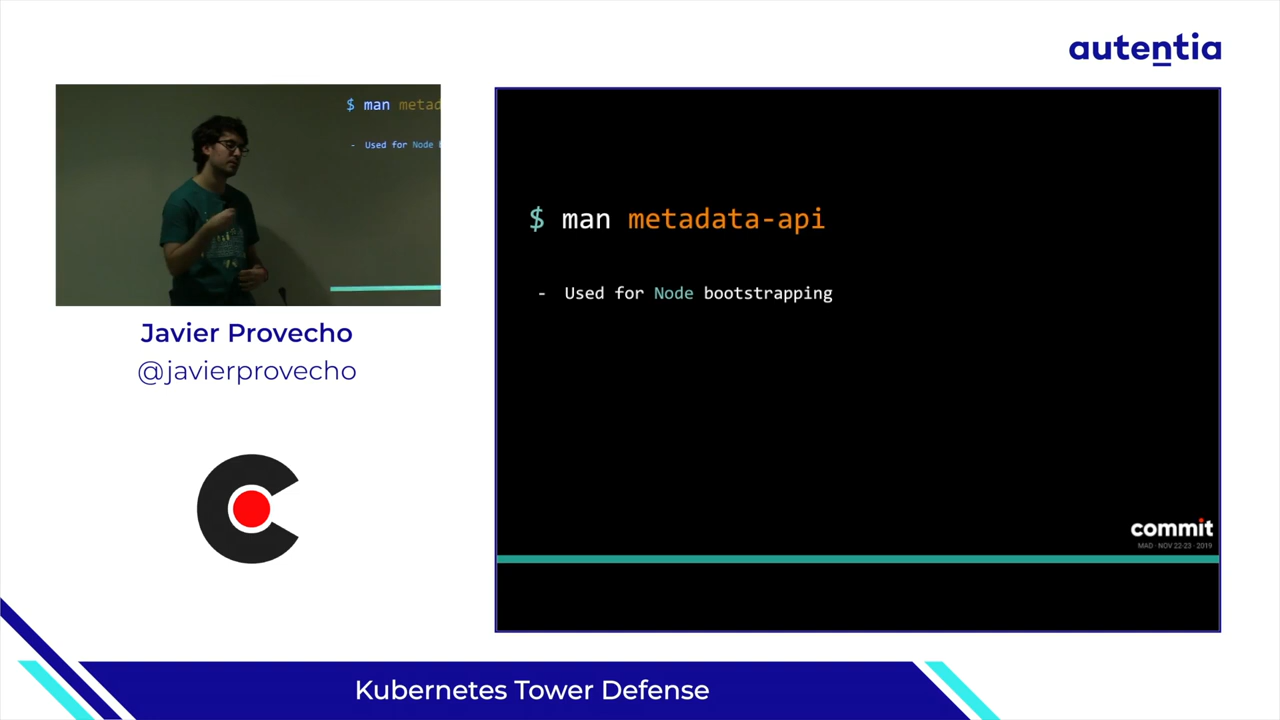 autentia
$ man metad
- Used for Node b
Javier Provecho
@javierprovecho
$ man metadata-api
- Used for Node bootstrapping
commit
MAD · NOV 22-23 · 2019
Kubernetes Tower Defense